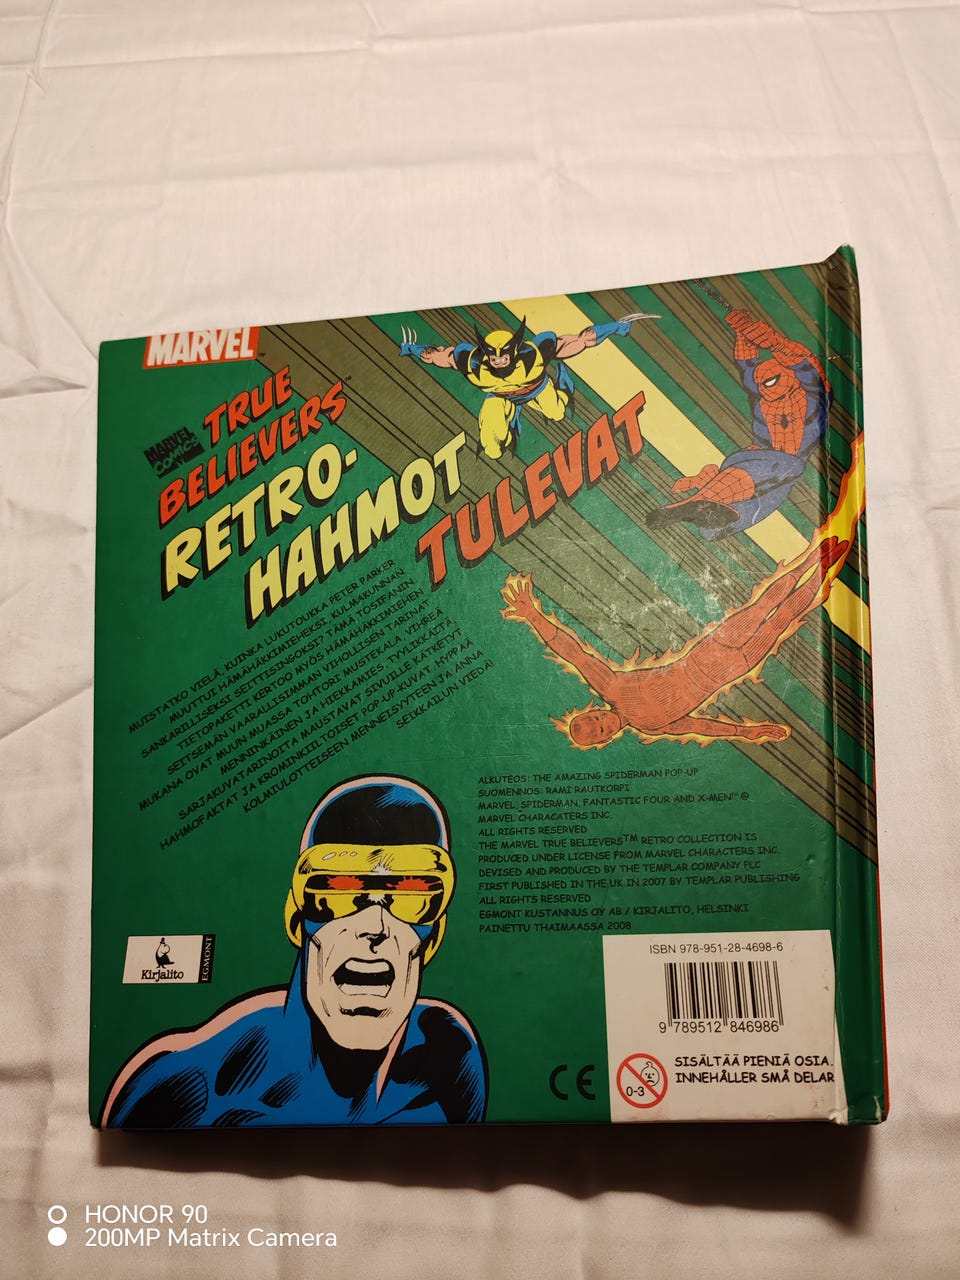 MARVEL
MARVEL
COMICS
TRUE
BELIEVERS™
RETRO-
HAHMOT
TULEVAT
MUISTATKO VIELÄ, KUINKA LUKUTOUKKA PETER PARKER
MUUTTUI HÄMÄHÄKKIMIEHEKSI, KULMAKUNNAN
SANKARILLISEKSI SEITTISINGOKSI? TÄMÄ TOSIFANIN
TIETOPAKETTI KERTOO MYÖS HÄMÄHÄKKIMIEHEN
SEITSEMÄN VAARALLISIMMAN VIHOLLISEN TARINAT.
MUKANA OVAT MUUN MUASSA TOHTORI MUSTEKALA, VIHREÄ
MENNINKÄINEN JA HIEKKAMIES. TYYLIKKÄITÄ
SARJAKUVATARINOITA MAUSTAVAT SIVUILLE KÄTKETYT
HAHMOFAKTAT JA KROMINKIILTOISET POP-UP-KUVAT. HYPPÄÄ
KOLMIULOTTEISEEN MENNEISYYTEEN JA ANNA
SEIKKAILUN VIEDÄ!
ALKUTEOS: THE AMAZING SPIDERMAN POP-UP
SUOMENNOS: RAMI RAUTKORPI
MARVEL, SPIDERMAN, FANTASTIC FOUR AND X-MEN™ ©
MARVEL CHARACATERS INC.
ALL RIGHTS RESERVED
THE MARVEL TRUE BELIEVERS™ RETRO COLLECTION IS
PRODUCED UNDER LICENSE FROM MARVEL CHARACTERS INC.
DEVISED AND PRODUCED BY THE TEMPLAR COMPANY PLC
FIRST PUBLISHED IN THE UK IN 2007 BY TEMPLAR PUBLISHING
ALL RIGHTS RESERVED
EGMONT KUSTANNUS OY AB / KIRJALITO, HELSINKI
PAINETTU THAIMAASSA 2008
Kirjalito
EGMONT
ISBN 978-951-28-4698-6
9 789512 846986
CE
0-3
SISÄLTÄÄ PIENIÄ OSIA.
INNEHÅLLER SMÅ DELAR
HONOR 90
200MP Matrix Camera